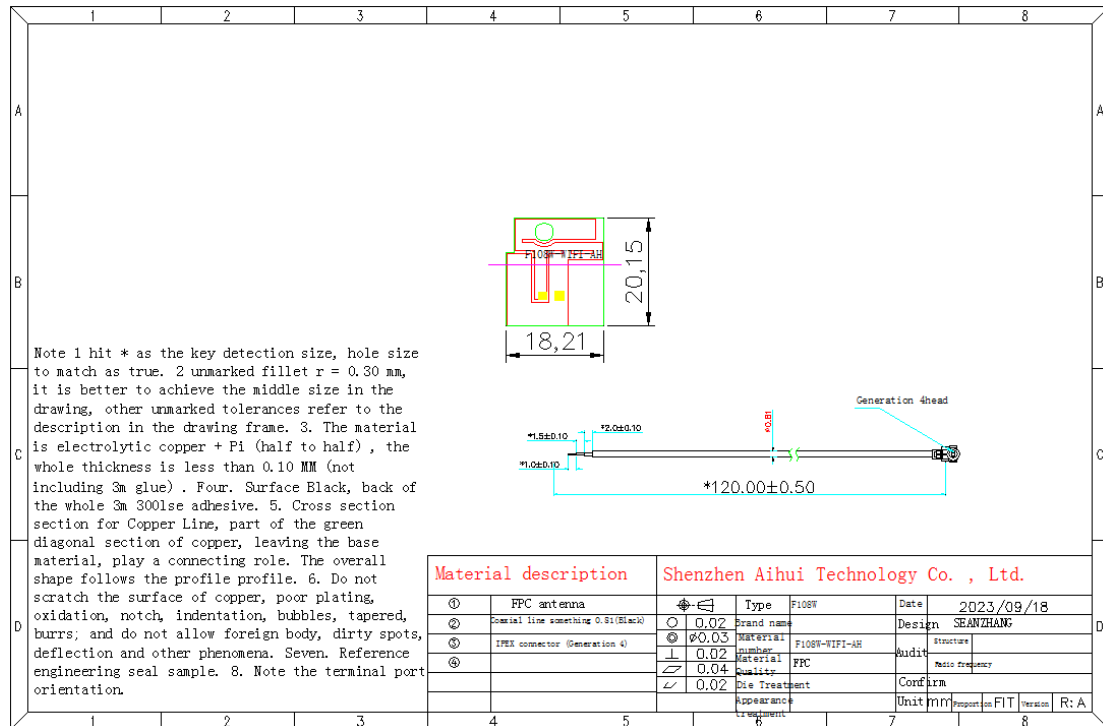 1 2 3 4 5 6 7 8
A A
F108W-WIFI-AH
20,15
B B
18,21
Note 1 hit * as the key detection size, hole size
to match as true. 2 unmarked fillet r = 0.30 mm,
it is better to achieve the middle size in the
drawing, other unmarked tolerances refer to the
description in the drawing frame. 3. The material
is electrolytic copper + Pi (half to half) , the
whole thickness is less than 0.10 MM (not
including 3m glue) . Four. Surface Black, back of
the whole 3m 300lse adhesive. 5. Cross section
section for Copper Line, part of the green
diagonal section of copper, leaving the base
material, play a connecting role. The overall
shape follows the profile profile. 6. Do not
scratch the surface of copper, poor plating,
oxidation, notch, indentation, bubbles, tapered,
burrs; and do not allow foreign body, dirty spots,
deflection and other phenomena. Seven. Reference
engineering seal sample. 8. Note the terminal port
orientation.
Generation 4head
*2.0±0.10
*1.5±0.10
*1.0±0.10
*0.81
C C
*120.00±0.50
Material description
① FPC antenna
② Coaxial line something 0.81(Black)
③ IPEX connector (Generation 4)
④
Shenzhen Aihui Technology Co. , Ltd.
Type F108W Date 2023/09/18
0.02 Brand name Design SEANZHANG
ø0.03 Material number F108W-WIFI-AH Audit Structure
0.02 Material Quality FPC Radio frequency
0.04
0.02 Die Treatment Confirm
Appearance treatment Unit mm Proportion FIT Version R: A
D D
1 2 3 4 5 6 7 8